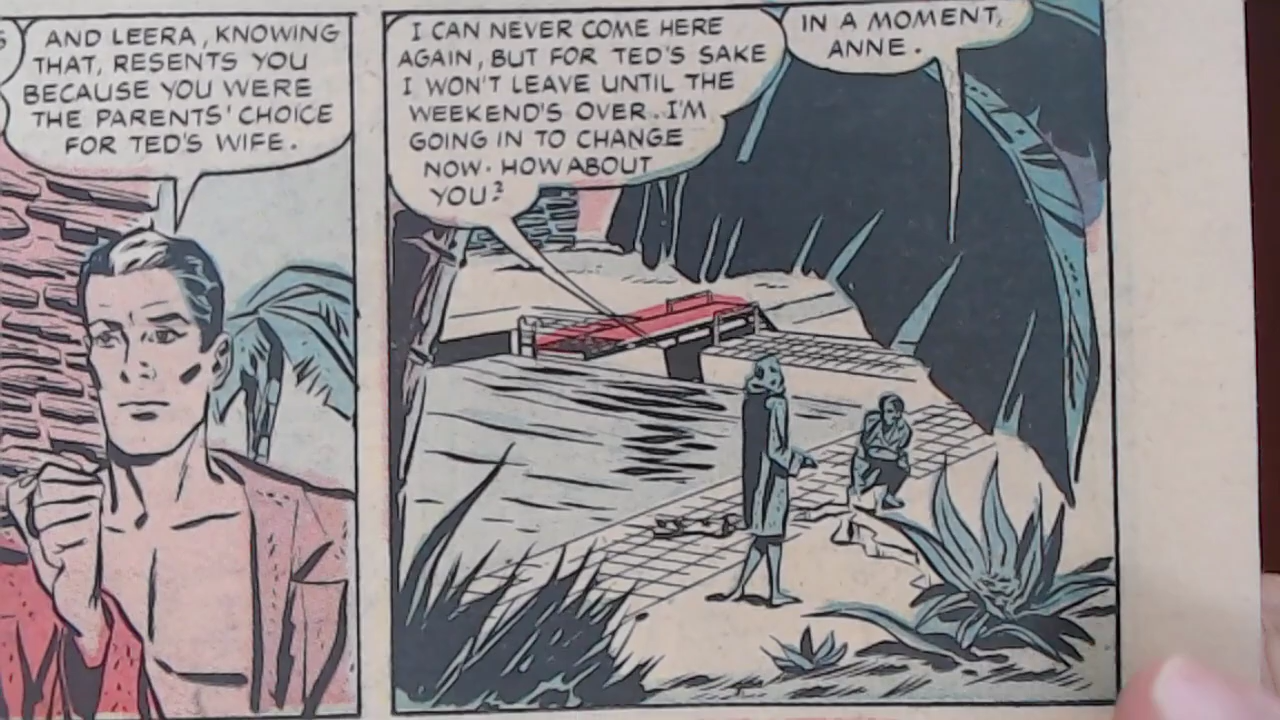 AND LEERA, KNOWING
THAT, RESENTS YOU
BECAUSE YOU WERE
THE PARENTS' CHOICE
FOR TED'S WIFE.
I CAN NEVER COME HERE
AGAIN, BUT FOR TED'S SAKE
I WON'T LEAVE UNTIL THE
WEEKEND'S OVER. I'M
GOING IN TO CHANGE
NOW. HOW ABOUT
YOU?
IN A MOMENT,
ANNE.